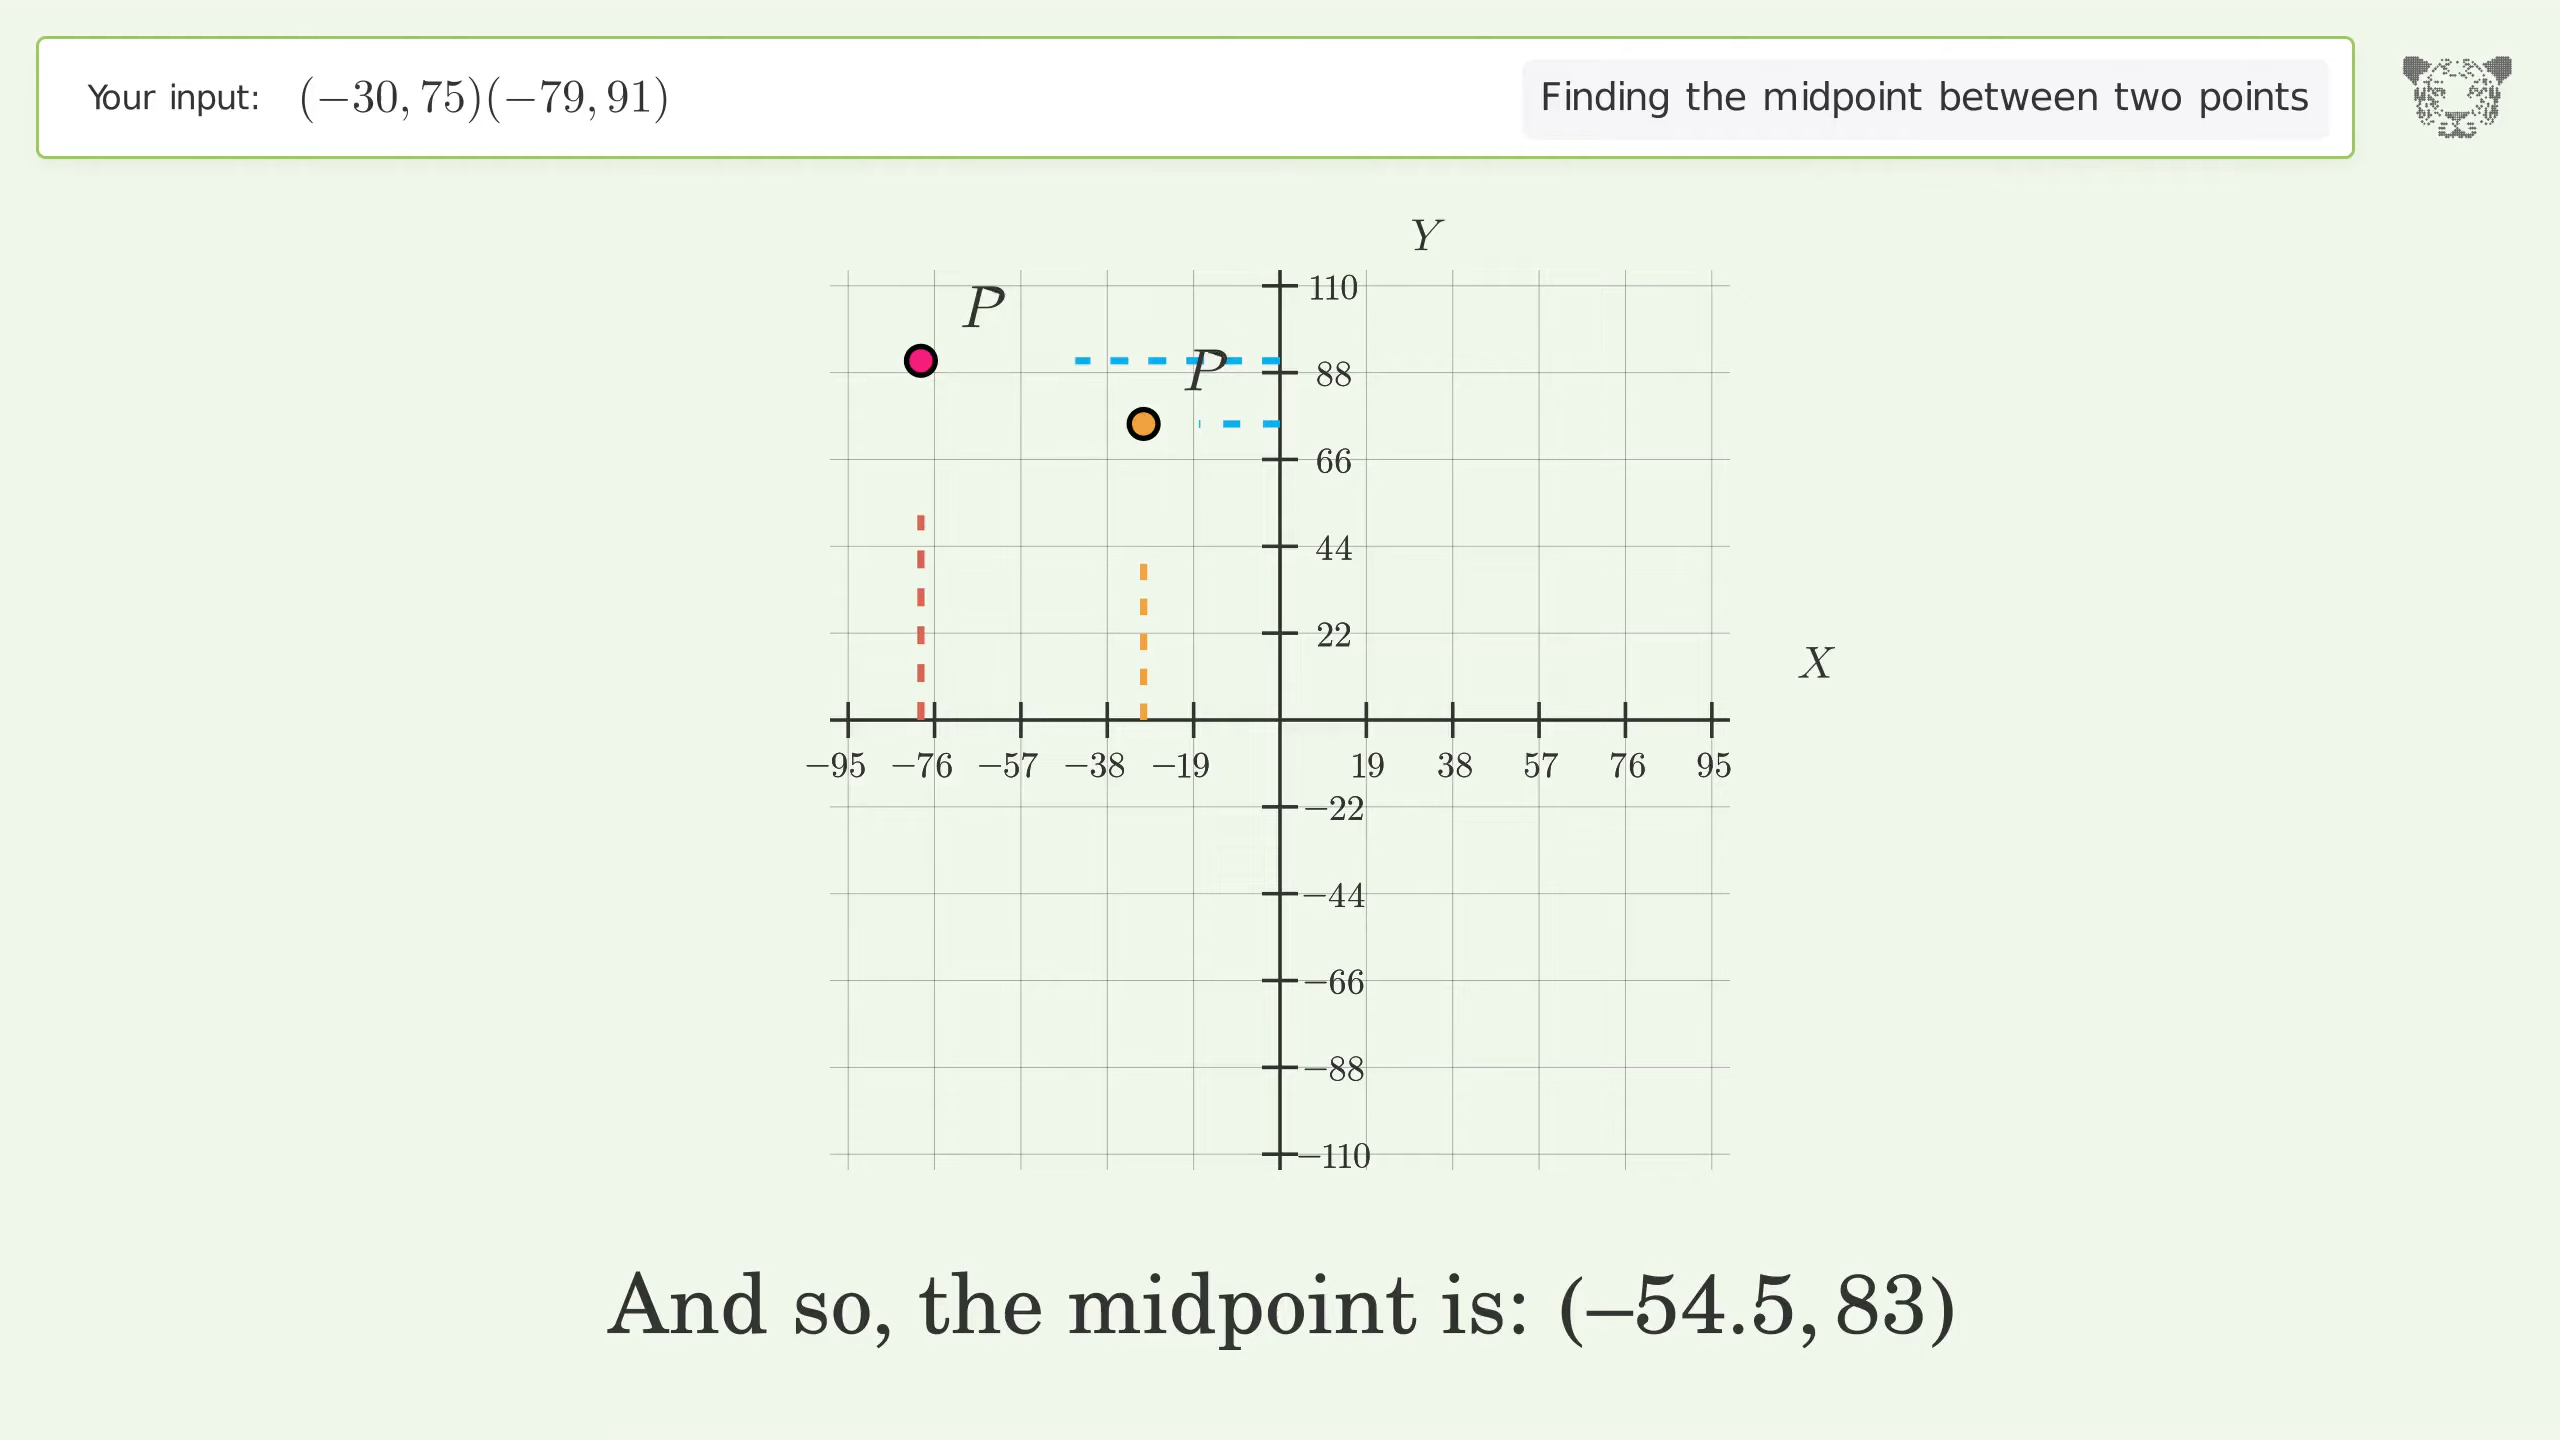 Your input: (−30, 75)(−79, 91)
Finding the midpoint between two points
Y
110
P
P
88
66
44
22
X
−95 −76 −57 −38 −19 19 38 57 76 95
−22
−44
−66
−88
−110
And so, the midpoint is: (−54.5, 83)